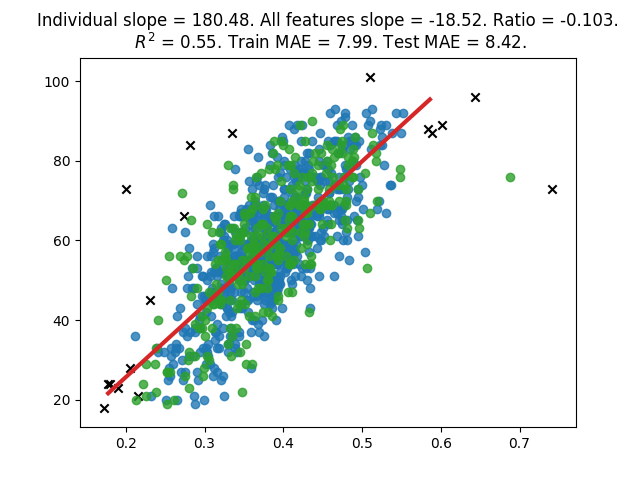 Individual slope = 180.48. All features slope = -18.52. Ratio = -0.103.
R² = 0.55. Train MAE = 7.99. Test MAE = 8.42.
100
80
60
40
20
0.2 0.3 0.4 0.5 0.6 0.7